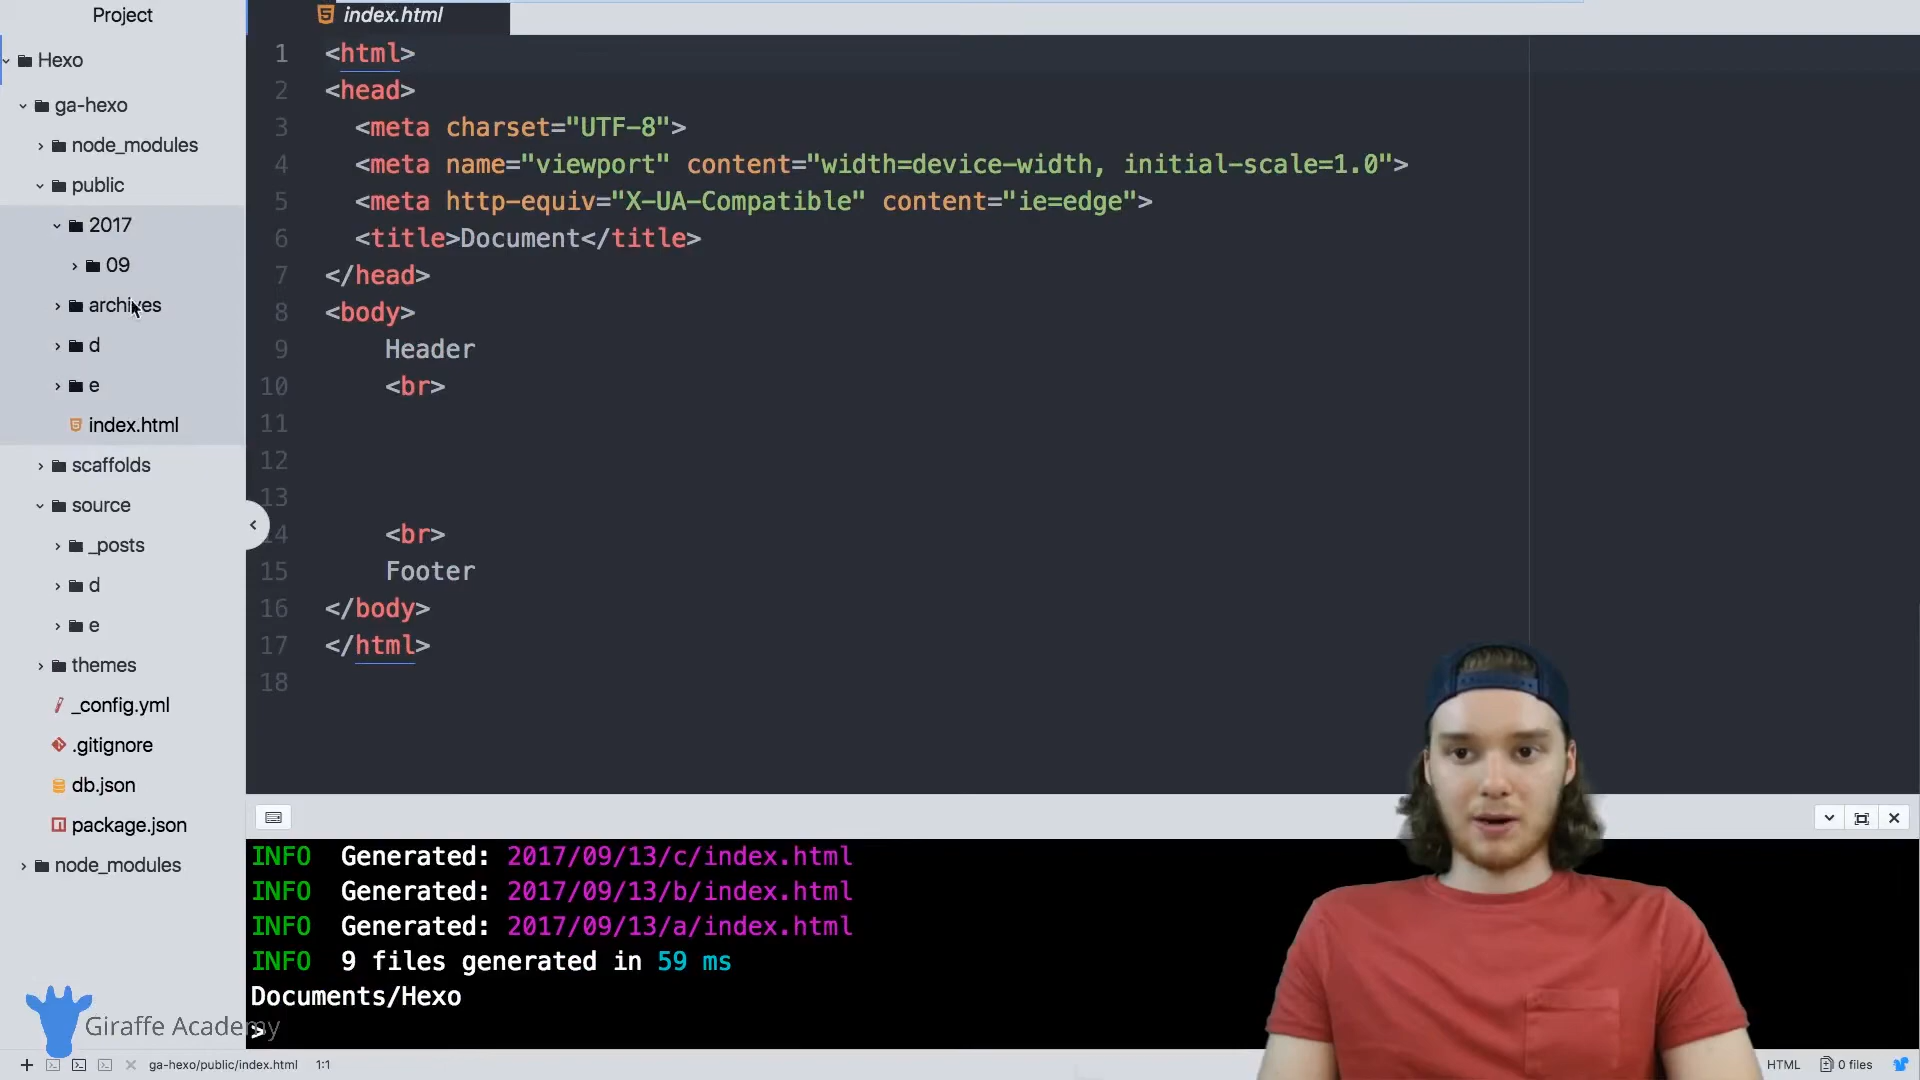 Project
Hexo
ga-hexo
node_modules
public
2017
09
archives
d
e
index.html
scaffolds
source
_posts
d
e
themes
_config.yml
.gitignore
db.json
package.json
node_modules
Giraffe Academy
index.html
1 <html>
2 <head>
3 <meta charset="UTF-8">
4 <meta name="viewport" content="width=device-width, initial-scale=1.0">
5 <meta http-equiv="X-UA-Compatible" content="ie=edge">
6 <title>Document</title>
7 </head>
8 <body>
9 Header
10 <br>
11
12
13
14 <br>
15 Footer
16 </body>
17 </html>
18
INFO Generated: 2017/09/13/c/index.html
INFO Generated: 2017/09/13/b/index.html
INFO Generated: 2017/09/13/a/index.html
INFO 9 files generated in 59 ms
Documents/Hexo
>
ga-hexo/public/index.html 1:1 HTML 0 files